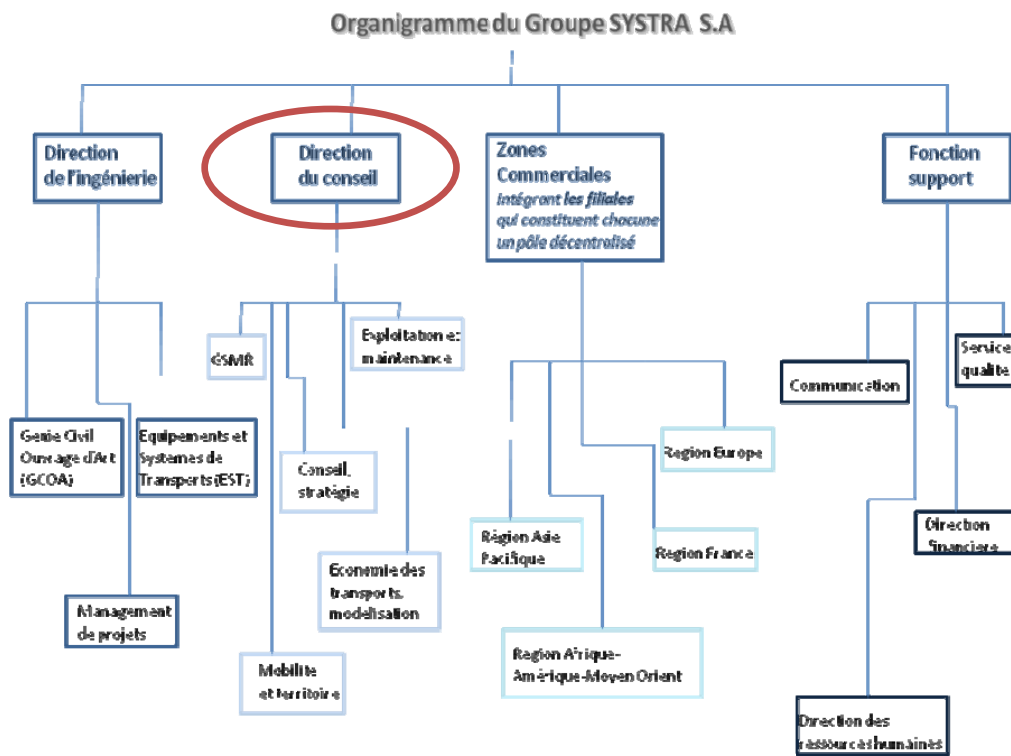 Organigramme du Groupe SYSTRA S.A
Direction
de l'ingénierie
Direction
du conseil
Zones
Commerciales
Intégrant les filiales
qui constituent chacune
un pôle décentralisé
Fonction
support
GSMR
Exploitation et
maintenance
Communication
Service
qualité
Genie Civil
Ouvrage d'Art
(GCOA)
Equipements et
Systemes de
Transports (EST)
Conseil,
stratégie
Region Europe
Région Asie
Pacifique
Region France
Direction
financiere
Economie des
transports,
modélisation
Management
de projets
Mobilite
et territoire
Region Afrique-
Amérique-Moyen Orient
Direction des
ressources humaines